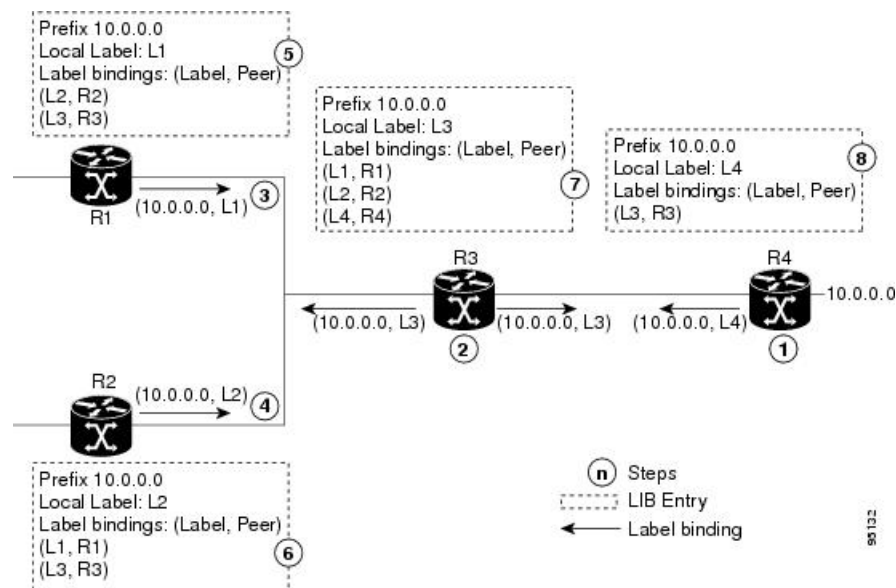 Prefix 10.0.0.0
Local Label: L1
Label bindings: (Label, Peer)
(L2, R2)
(L3, R3)
5
R1
(10.0.0.0, L1)
3
Prefix 10.0.0.0
Local Label: L3
Label bindings: (Label, Peer)
(L1, R1)
(L2, R2)
(L4, R4)
7
Prefix 10.0.0.0
Local Label: L4
Label bindings: (Label, Peer)
(L3, R3)
8
R3
R4
10.0.0.0
(10.0.0.0, L3)
(10.0.0.0, L3)
(10.0.0.0, L4)
2
1
R2
(10.0.0.0, L2)
4
Prefix 10.0.0.0
Local Label: L2
Label bindings: (Label, Peer)
(L1, R1)
(L3, R3)
6
n Steps
LIB Entry
Label binding
95132